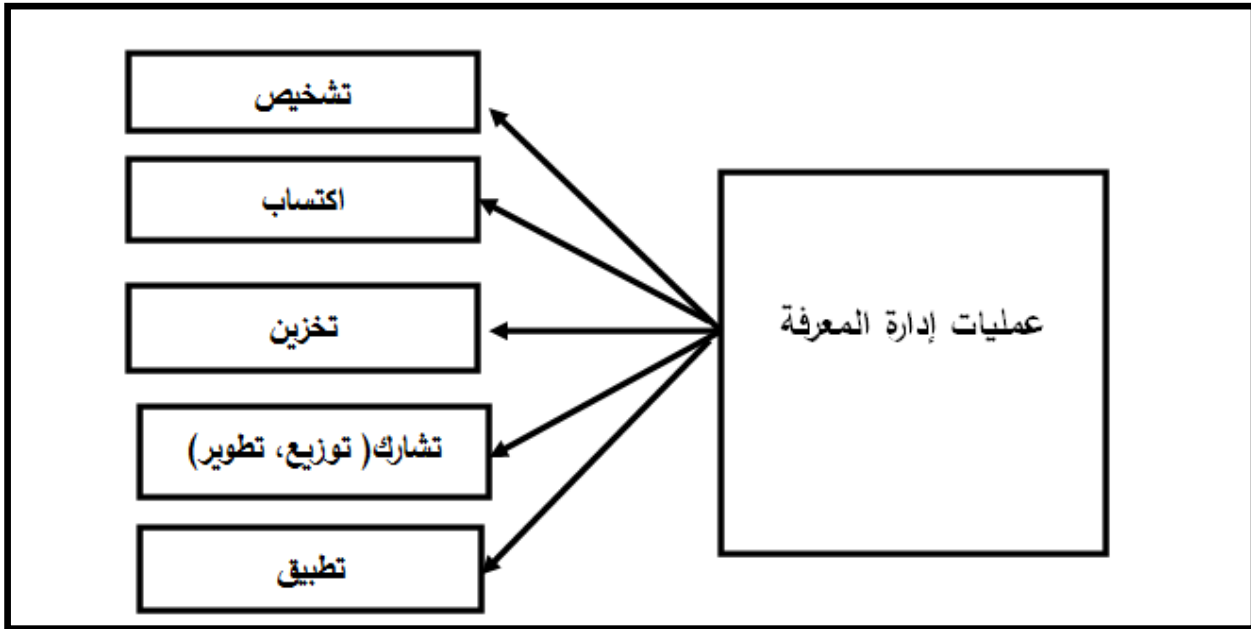 عمليات إدارة المعرفة
تشخيص
اكتساب
تخزين
تشارك( توزيع، تطوير)
تطبيق